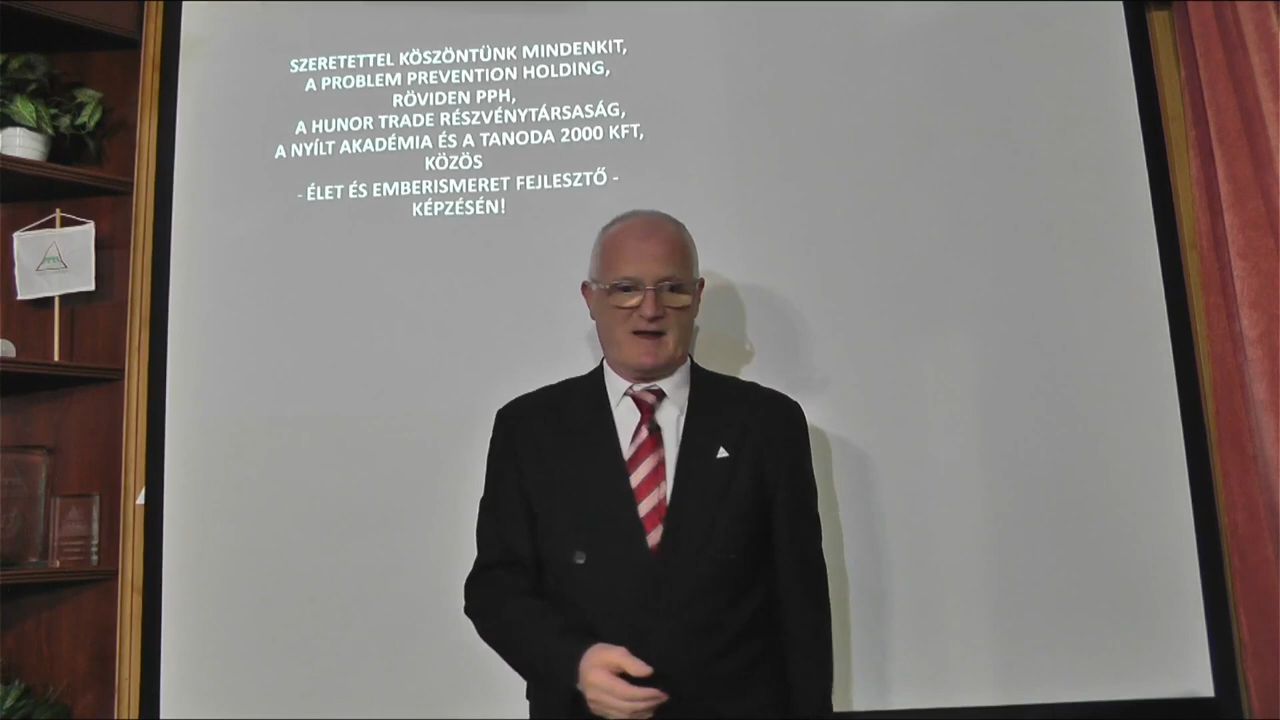 SZERETETTEL KÖSZÖNTÜNK MINDENKIT,
A PROBLEM PREVENTION HOLDING,
RÖVIDEN PPH,
A HUNOR TRADE RÉSZVÉNYTÁRSASÁG,
A NYÍLT AKADÉMIA ÉS A TANODA 2000 KFT,
KÖZÖS
- ÉLET ÉS EMBERISMERET FEJLESZTŐ -
KÉPZÉSÉN!